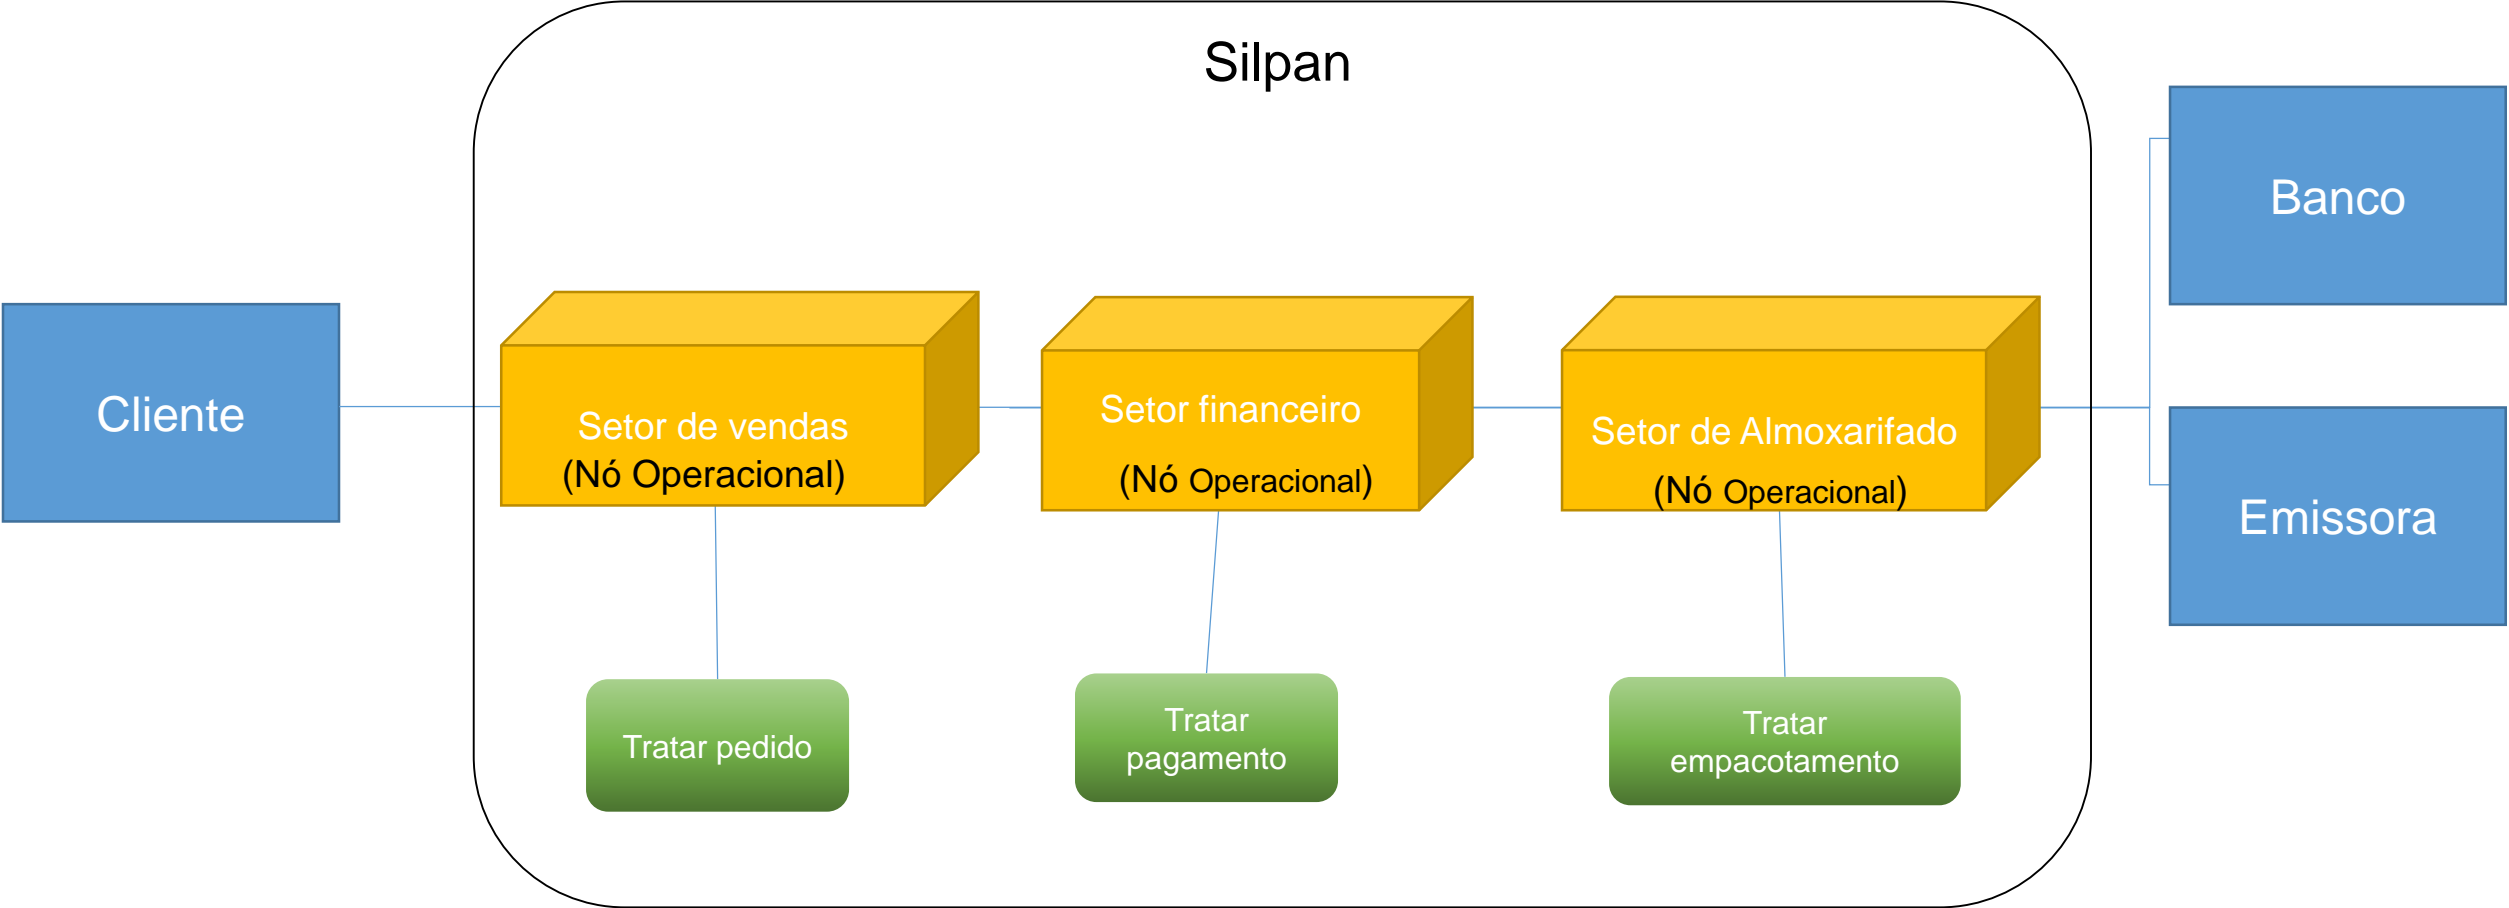 Silpan
Cliente
Setor de vendas
(Nó Operacional)
Setor financeiro
(Nó Operacional)
Setor de Almoxarifado
(Nó Operacional)
Banco
Emissora
Tratar pedido
Tratar
pagamento
Tratar
empacotamento